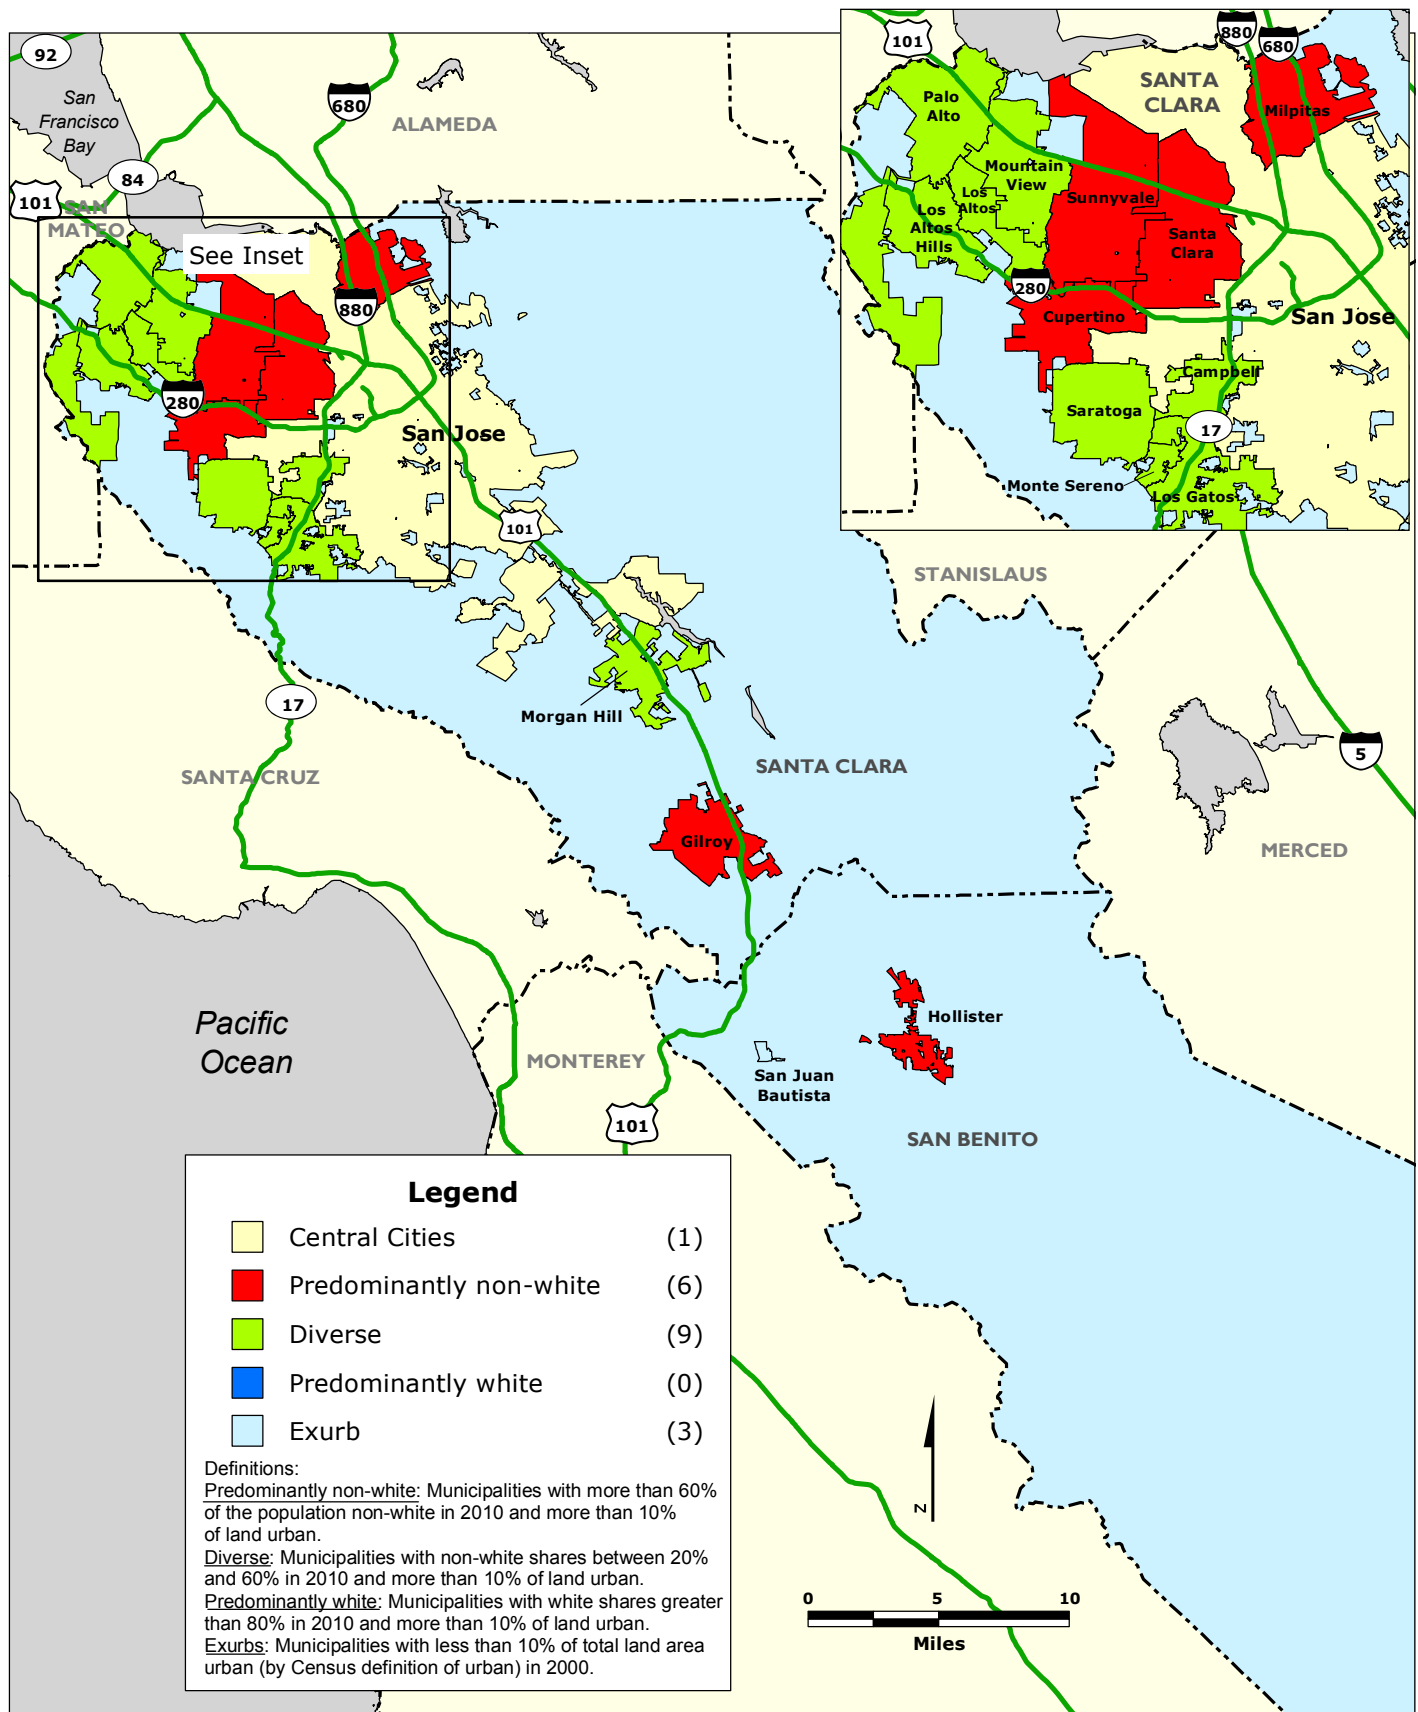 92
San
Francisco
Bay
84
101
SAN
MATEO
680
ALAMEDA
See Inset
880
280
San Jose
101
17
Morgan Hill
SANTA CRUZ
SANTA CLARA
Gilroy
STANISLAUS
5
MERCED
Pacific
Ocean
MONTEREY
101
Hollister
San Juan
Bautista
SAN BENITO
101
880
680
SANTA
CLARA
Palo
Alto
Milpitas
Mountain
View
Los
Altos
Sunnyvale
Los
Altos
Hills
Santa
Clara
280
Cupertino
San Jose
Campbell
Saratoga
17
Monte Sereno
Los Gatos
Legend
Central Cities (1)
Predominantly non-white (6)
Diverse (9)
Predominantly white (0)
Exurb (3)
Definitions:
Predominantly non-white: Municipalities with more than 60%
of the population non-white in 2010 and more than 10%
of land urban.
Diverse: Municipalities with non-white shares between 20%
and 60% in 2010 and more than 10% of land urban.
Predominantly white: Municipalities with white shares greater
than 80% in 2010 and more than 10% of land urban.
Exurbs: Municipalities with less than 10% of total land area
urban (by Census definition of urban) in 2000.
N
0 5 10
Miles